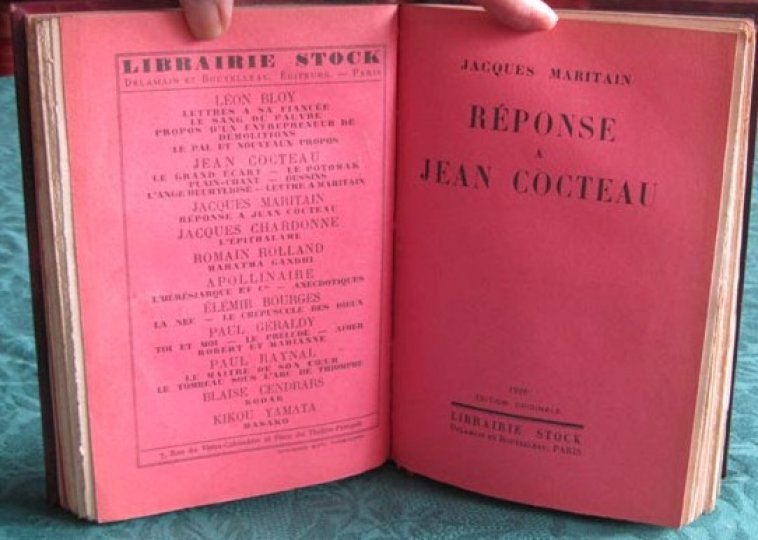 LIBRAIRIE STOCK
DELAMAIN ET BOUTELLEAU, ÉDITEURS. — PARIS
LÉON BLOY
LETTRES A SA FIANCÉE
LE SANG DU PAUVRE
PROPOS D'UN ENTREPRENEUR DE
DÉMOLITIONS
LE PAL ET NOUVEAUX PROPOS
JEAN COCTEAU
LE GRAND ÉCART — LE POTOMAK
PLAIN-CHANT — DESSINS
L'ANGE HEURTEBISE — LETTRE A MARITAIN
JACQUES MARITAIN
RÉPONSE A JEAN COCTEAU
JACQUES CHARDONNE
L'ÉPITHALAME
ROMAIN ROLLAND
MAHATMA GANDHI
APOLLINAIRE
L'HÉRÉSIARQUE ET Cie — ANECDOTIQUES
ÉLÉMIR BOURGES
LA NEF — LE CRÉPUSCULE DES DIEUX
PAUL GÉRALDY
TOI ET MOI — LE PRÉLUDE — AIMER
ROBERT ET MARIANNE
PAUL RAYNAL
LE MAITRE DE SON CŒUR
LE TOMBEAU SOUS L'ARC DE TRIOMPHE
BLAISE CENDRARS
KODAK
KIKOU YAMATA
MASAKO
7, Rue du Vieux-Colombier et Place du Théâtre-Français
JACQUES MARITAIN
RÉPONSE
A
JEAN COCTEAU
1926
ÉDITION ORIGINALE
LIBRAIRIE STOCK
DELAMAIN ET BOUTELLEAU, PARIS